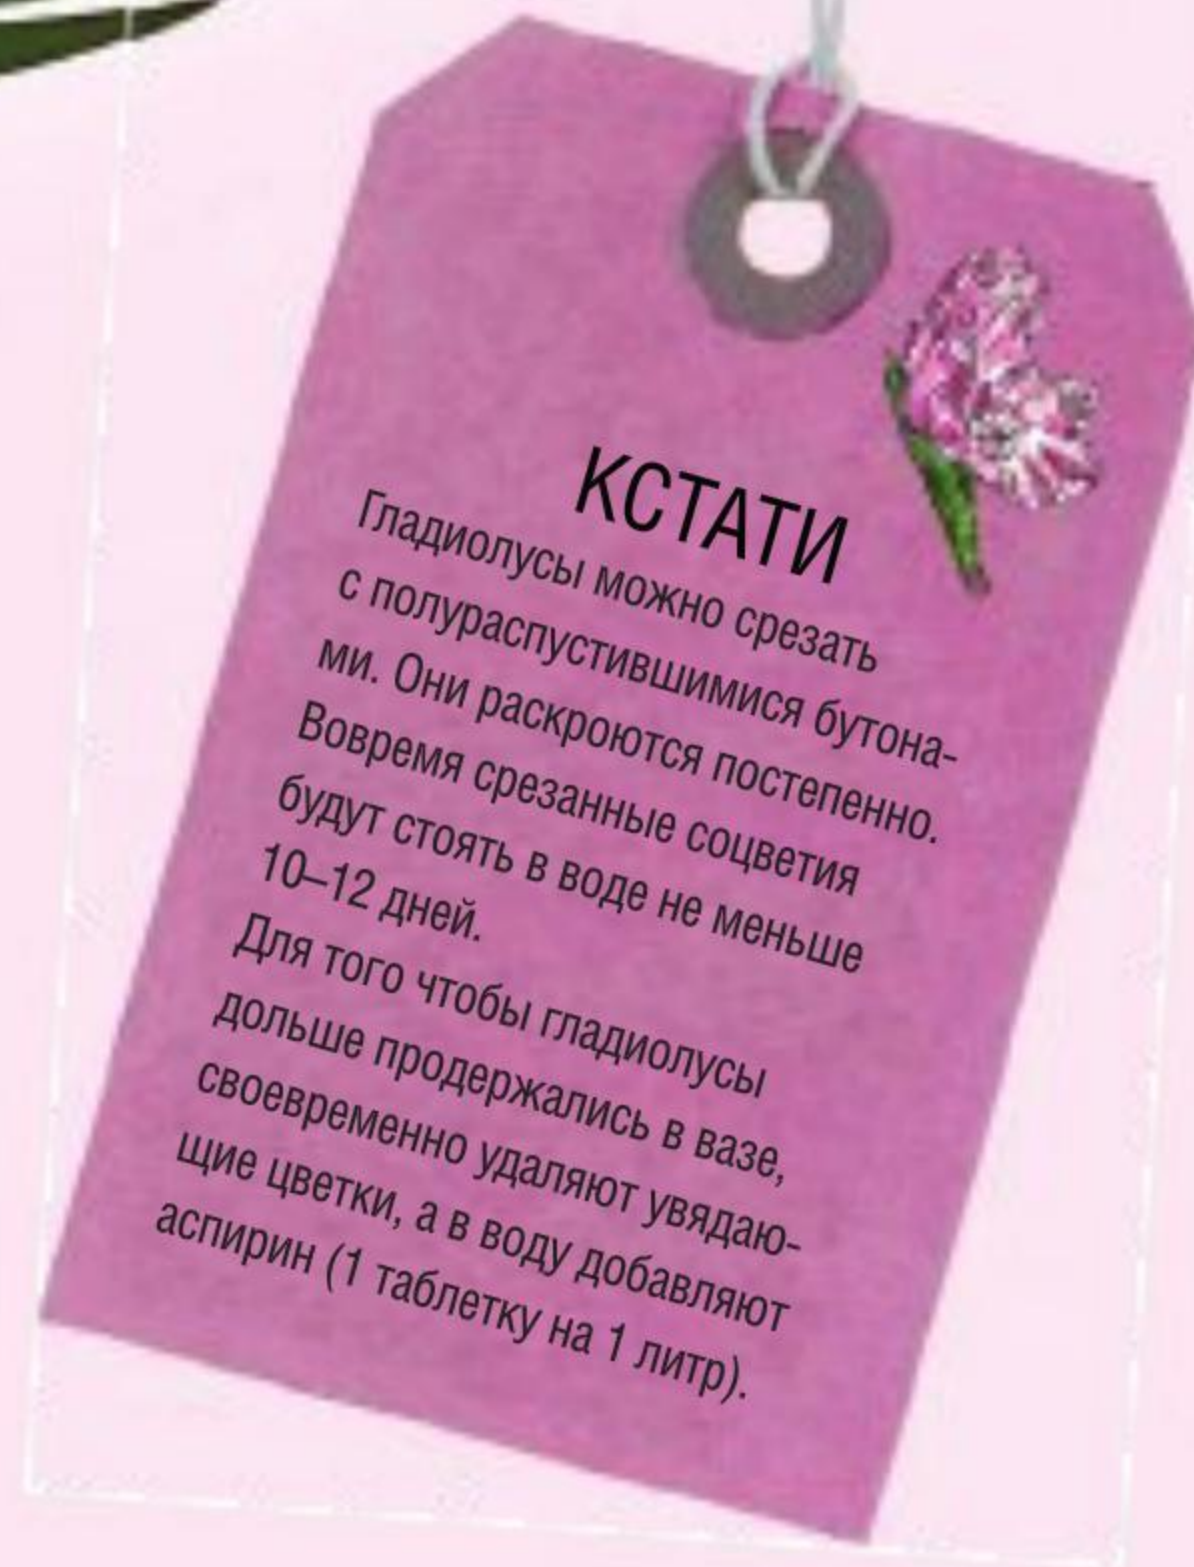 КСТАТИ
Гладиолусы можно срезать
с полураспустившимися бутона-
ми. Они раскроются постепенно.
Вовремя срезанные соцветия
будут стоять в воде не меньше
10–12 дней.
Для того чтобы гладиолусы
дольше продержались в вазе,
своевременно удаляют увядаю-
щие цветки, а в воду добавляют
аспирин (1 таблетку на 1 литр).